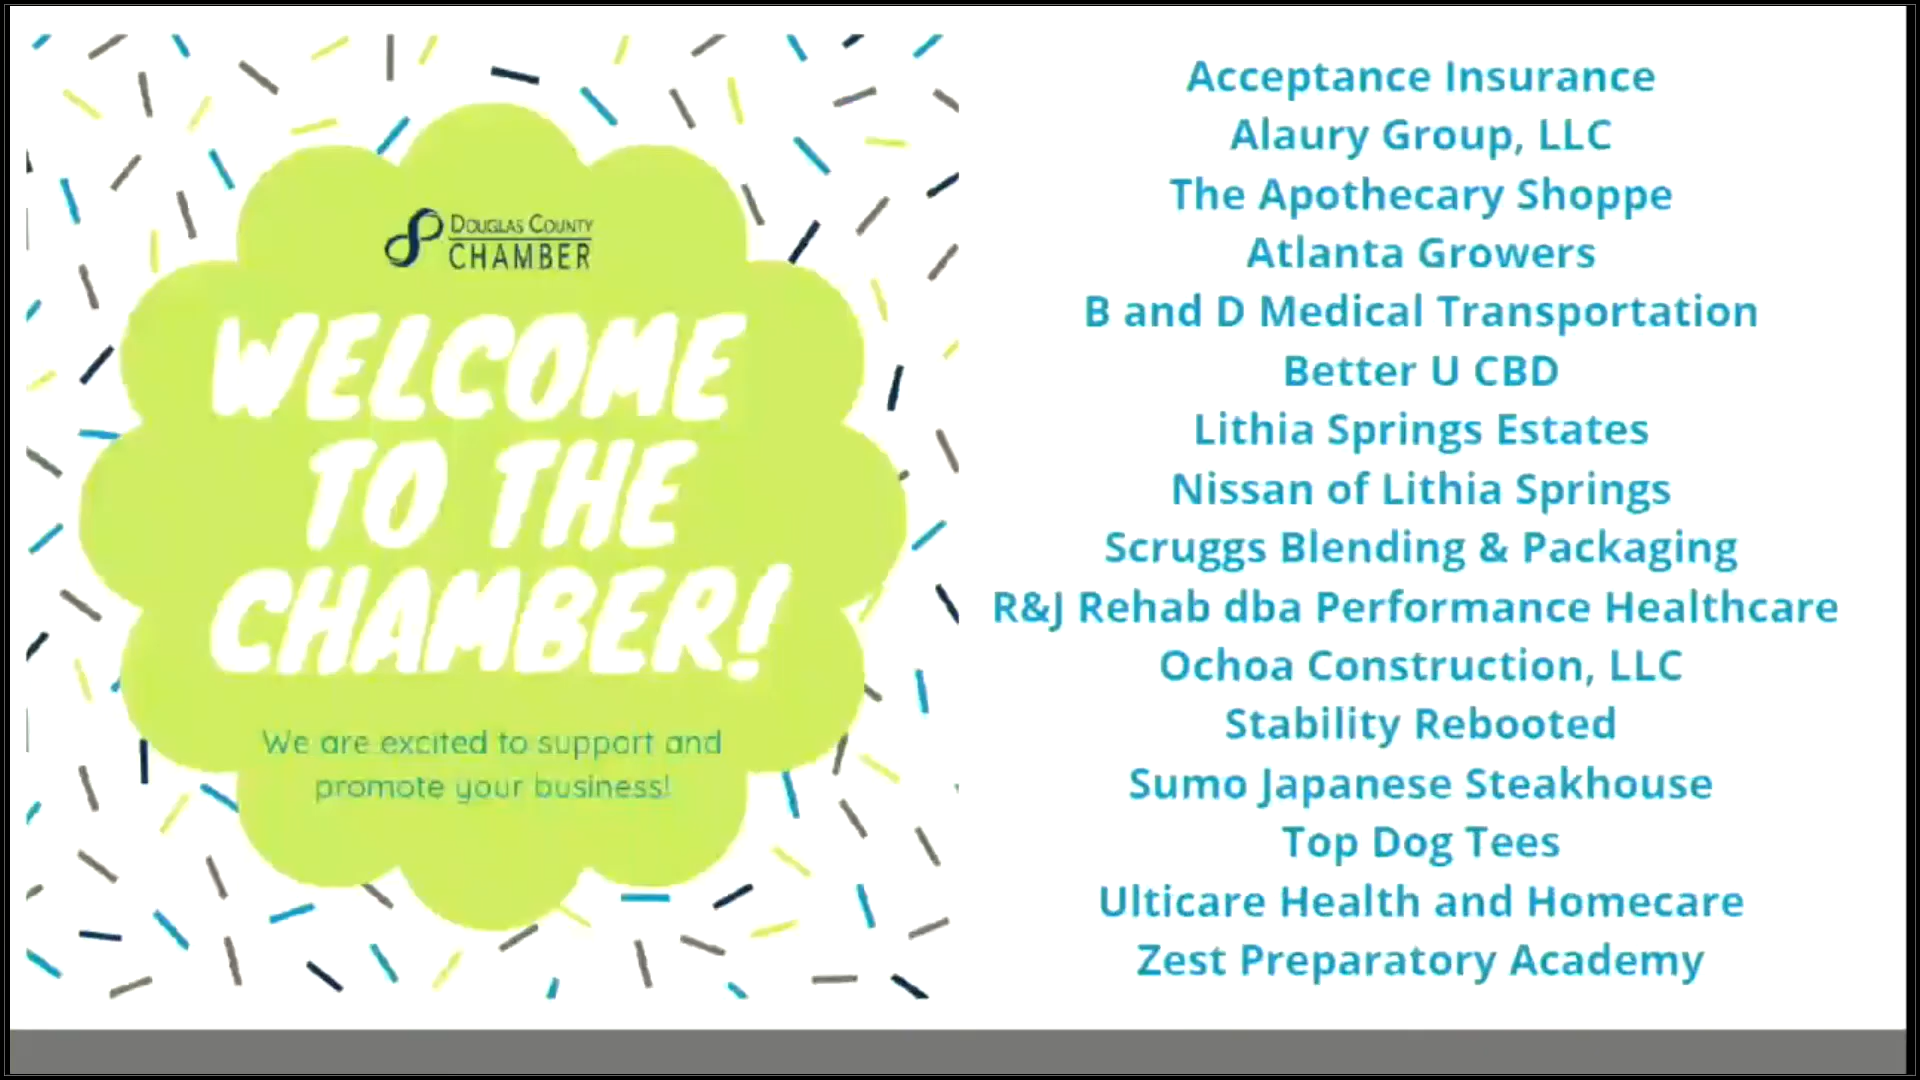 Douglas County
CHAMBER
WELCOME
TO THE
CHAMBER!
We are excited to support and
promote your business!
Acceptance Insurance
Alaury Group, LLC
The Apothecary Shoppe
Atlanta Growers
B and D Medical Transportation
Better U CBD
Lithia Springs Estates
Nissan of Lithia Springs
Scruggs Blending & Packaging
R&J Rehab dba Performance Healthcare
Ochoa Construction, LLC
Stability Rebooted
Sumo Japanese Steakhouse
Top Dog Tees
Ulticare Health and Homecare
Zest Preparatory Academy